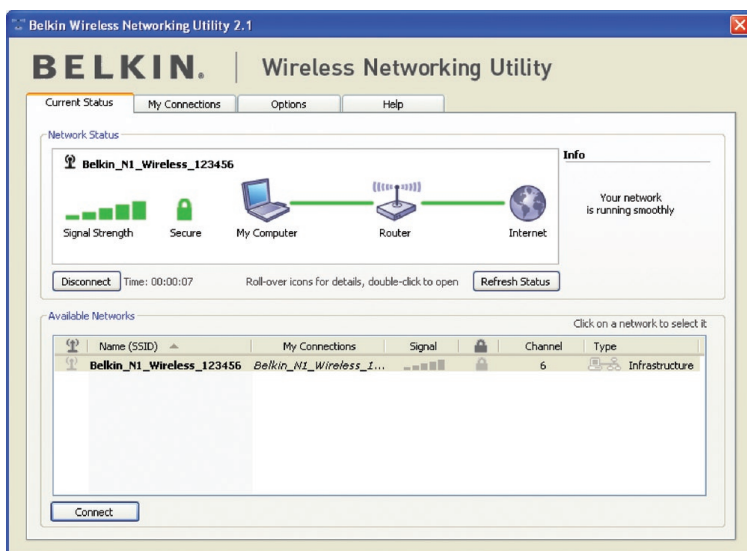 Belkin Wireless Networking Utility 2.1
BELKIN. | Wireless Networking Utility
Current Status My Connections Options Help
Network Status
Belkin_N1_Wireless_123456
Signal Strength Secure My Computer Router Internet
Info
Your network
is running smoothly
Disconnect Time: 00:00:07 Roll-over icons for details, double-click to open Refresh Status
Available Networks
Click on a network to select it
Name (SSID) My Connections Signal Channel Type
Belkin_N1_Wireless_123456 Belkin_N1_Wireless_1... 6 Infrastructure
Connect